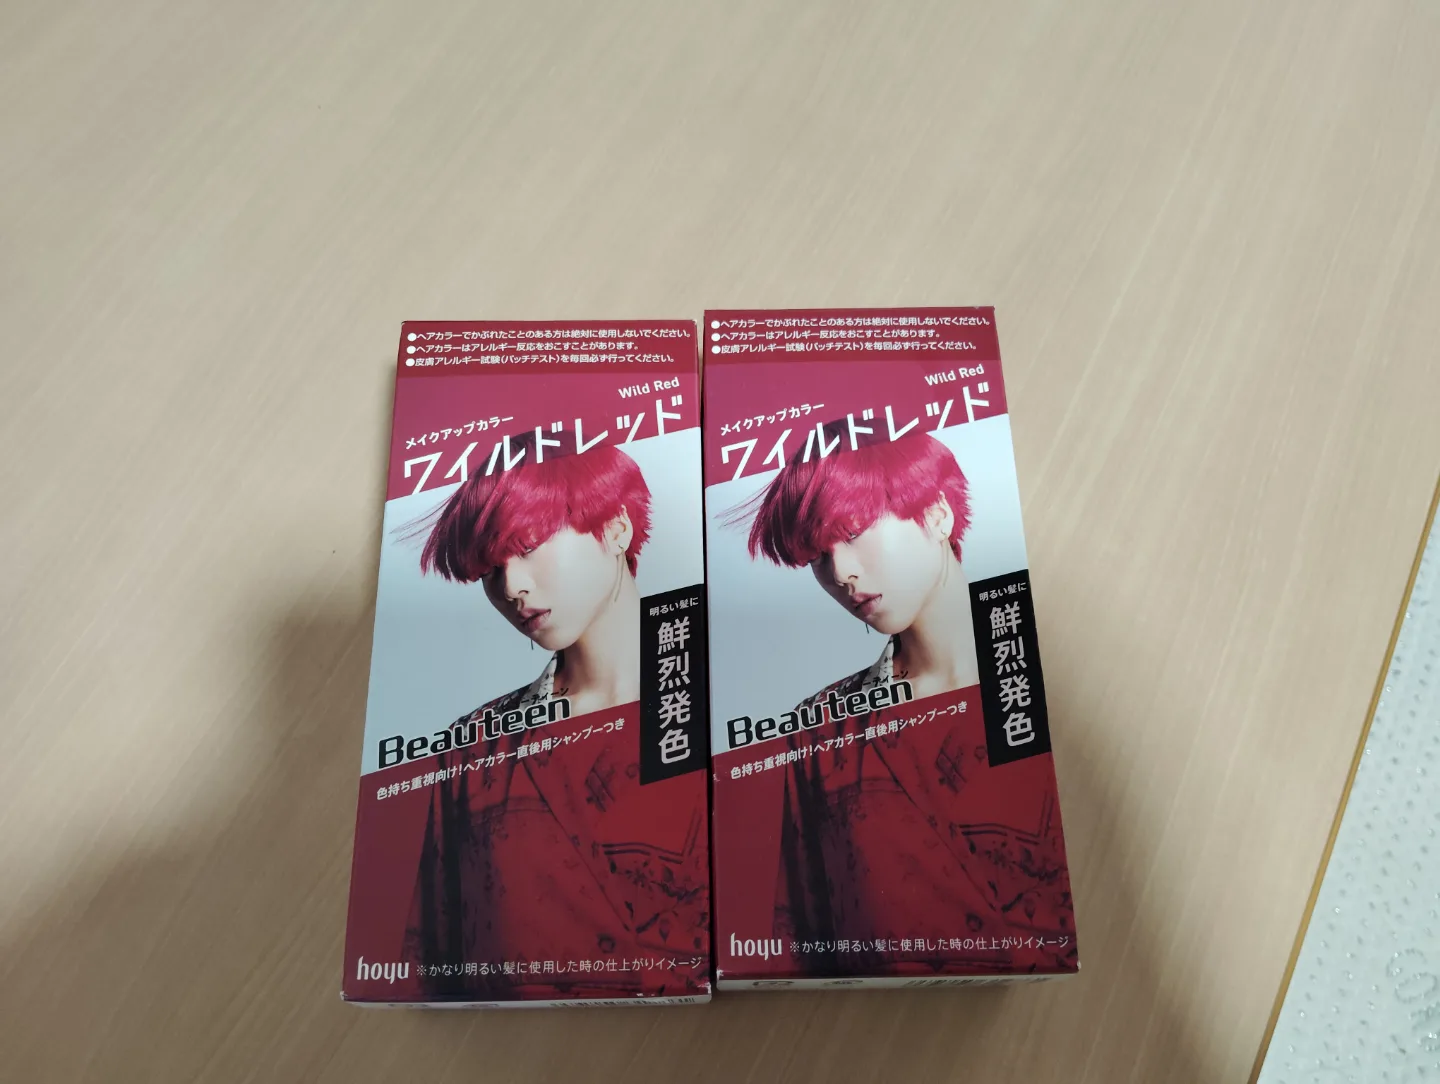 ●ヘアカラーでかぶれたことのある方は絶対に使用しないでください。
●ヘアカラーはアレルギー反応をおこすことがあります。
●皮膚アレルギー試験(パッチテスト)を毎回必ず行ってください。
Wild Red
メイクアップカラー
ワイルドレッド
明るい髪に
鮮烈発色
Beauteen
色持ち重視向け!ヘアカラー直後用シャンプーつき
hoyu ※かなり明るい髪に使用した時の仕上がりイメージ
●ヘアカラーでかぶれたことのある方は絶対に使用しないでください。
●ヘアカラーはアレルギー反応をおこすことがあります。
●皮膚アレルギー試験(パッチテスト)を毎回必ず行ってください。
Wild Red
メイクアップカラー
ワイルドレッド
明るい髪に
鮮烈発色
Beauteen
色持ち重視向け!ヘアカラー直後用シャンプーつき
hoyu ※かなり明るい髪に使用した時の仕上がりイメージ